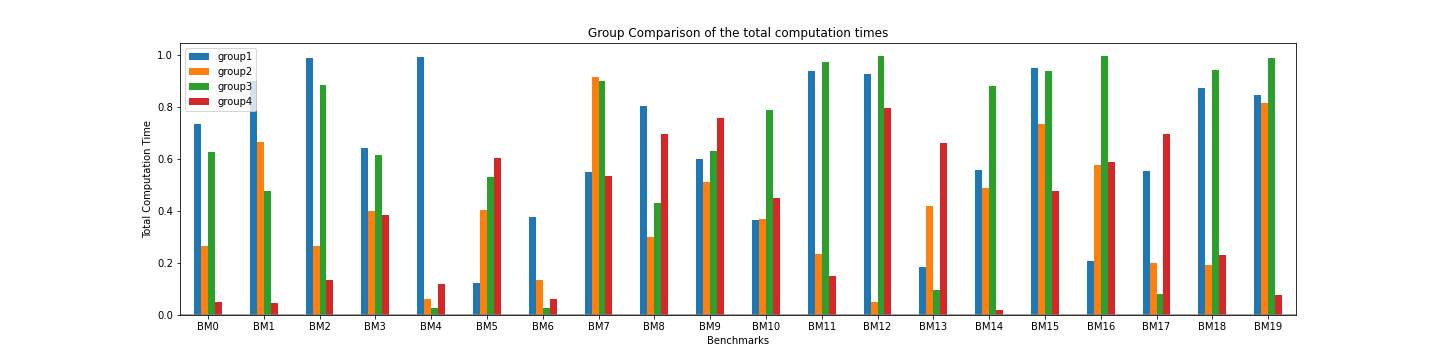 Group Comparison of the total computation times
group1
group2
group3
group4
Total Computation Time
1.0
0.8
0.6
0.4
0.2
0.0
BM0 BM1 BM2 BM3 BM4 BM5 BM6 BM7 BM8 BM9 BM10 BM11 BM12 BM13 BM14 BM15 BM16 BM17 BM18 BM19
Benchmarks